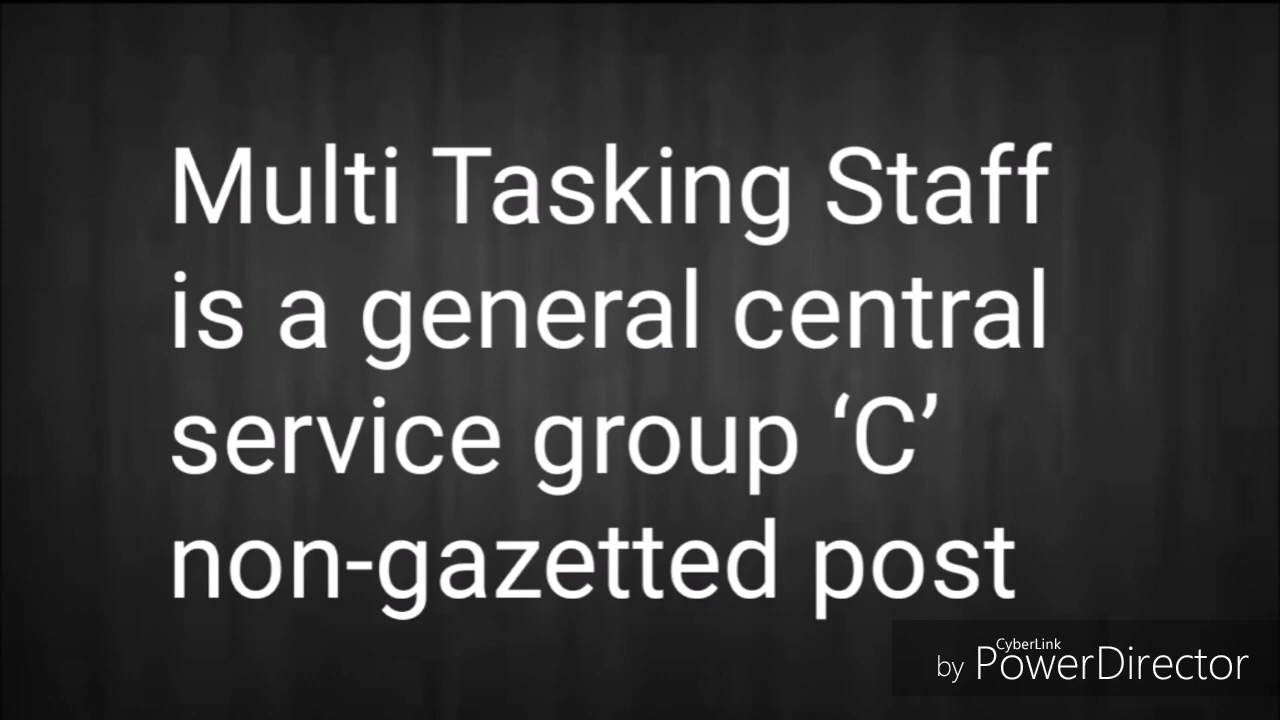 Multi Tasking Staff
is a general central
service group ‘C’
non-gazetted post
CyberLink
by PowerDirector